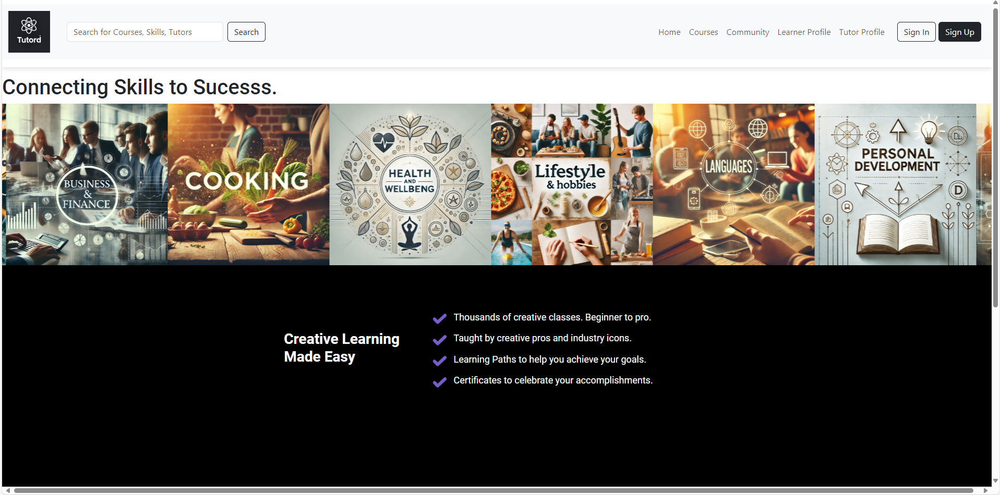 Tutord
Search for Courses, Skills, Tutors
Search
Home
Courses
Community
Learner Profile
Tutor Profile
Sign In
Sign Up
Connecting Skills to Sucesss.
BUSINESS
&
FINANCE
COOKING
HEALTH
AND
WELLBENG
Lifestyle
& hobbies
LANGUAGES
PERSONAL
DEVELOPMENT
D
Creative Learning
Made Easy
Thousands of creative classes. Beginner to pro.
Taught by creative pros and industry icons.
Learning Paths to help you achieve your goals.
Certificates to celebrate your accomplishments.